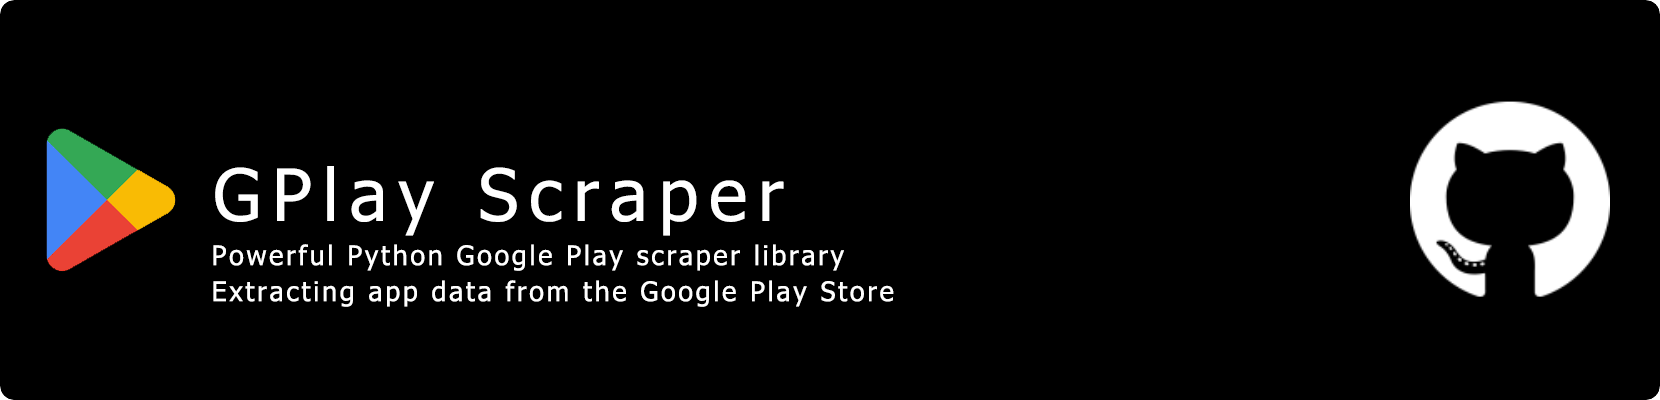 GPlay Scraper
Powerful Python Google Play scraper library
Extracting app data from the Google Play Store